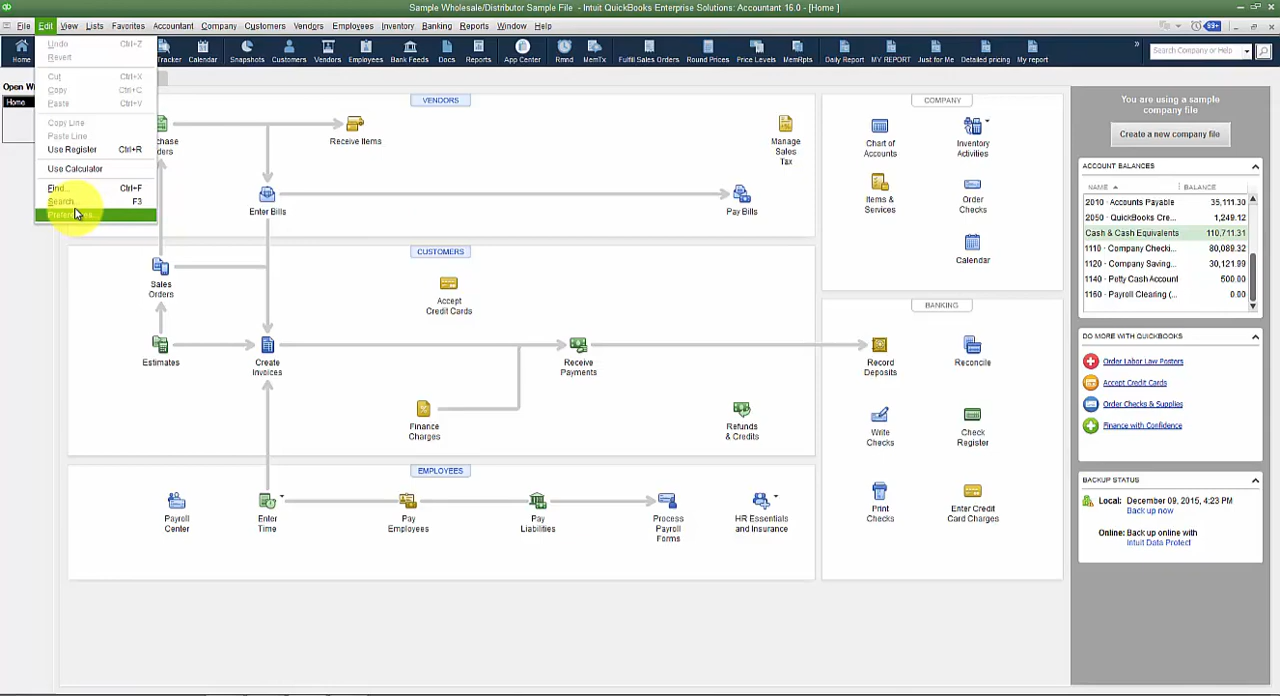 Sample Wholesale/Distributor Sample File - Intuit QuickBooks Enterprise Solutions: Accountant 16.0 - [Home ]
File Edit View Lists Favorites Accountant Company Customers Vendors Employees Inventory Banking Reports Window Help
99+
Home
Tracker
Calendar
Snapshots
Customers
Vendors
Employees
Bank Feeds
Docs
Reports
App Center
Rmnd
MemTx
Fulfill Sales Orders
Round Prices
Price Levels
MemRpts
Daily Report
MY REPORT
Just for Me
Detailed pricing
My report
Search Company or Help
Undo Ctrl+Z
Revert
Cut Ctrl+X
Copy Ctrl+C
Paste Ctrl+V
Copy Line
Paste Line
Use Register Ctrl+R
Use Calculator
Find... Ctrl+F
Search... F3
Preferences...
Open Wi
Home
VENDORS
chase
ders
Receive Items
Manage
Sales
Tax
Enter Bills
Pay Bills
CUSTOMERS
Sales
Orders
Accept
Credit Cards
Estimates
Create
Invoices
Receive
Payments
Finance
Charges
Refunds
& Credits
EMPLOYEES
Payroll
Center
Enter
Time
Pay
Employees
Pay
Liabilities
Process
Payroll
Forms
HR Essentials
and Insurance
COMPANY
Chart of
Accounts
Inventory
Activities
Items &
Services
Order
Checks
Calendar
BANKING
Record
Deposits
Reconcile
Write
Checks
Check
Register
Print
Checks
Enter Credit
Card Charges
You are using a sample
company file
Create a new company file
ACCOUNT BALANCES
NAME BALANCE
2010 · Accounts Payable 35,111.30
2050 · QuickBooks Cre... 1,249.12
Cash & Cash Equivalents 110,711.31
1110 · Company Checki... 80,089.32
1120 · Company Saving... 30,121.99
1140 · Petty Cash Account 500.00
1150 · Payroll Clearing (... 0.00
DO MORE WITH QUICKBOOKS
Order Labor Law Posters
Accept Credit Cards
Order Checks & Supplies
Finance with Confidence
BACKUP STATUS
Local: December 09, 2015, 4:23 PM
Back up now
Online: Back up online with
Intuit Data Protect